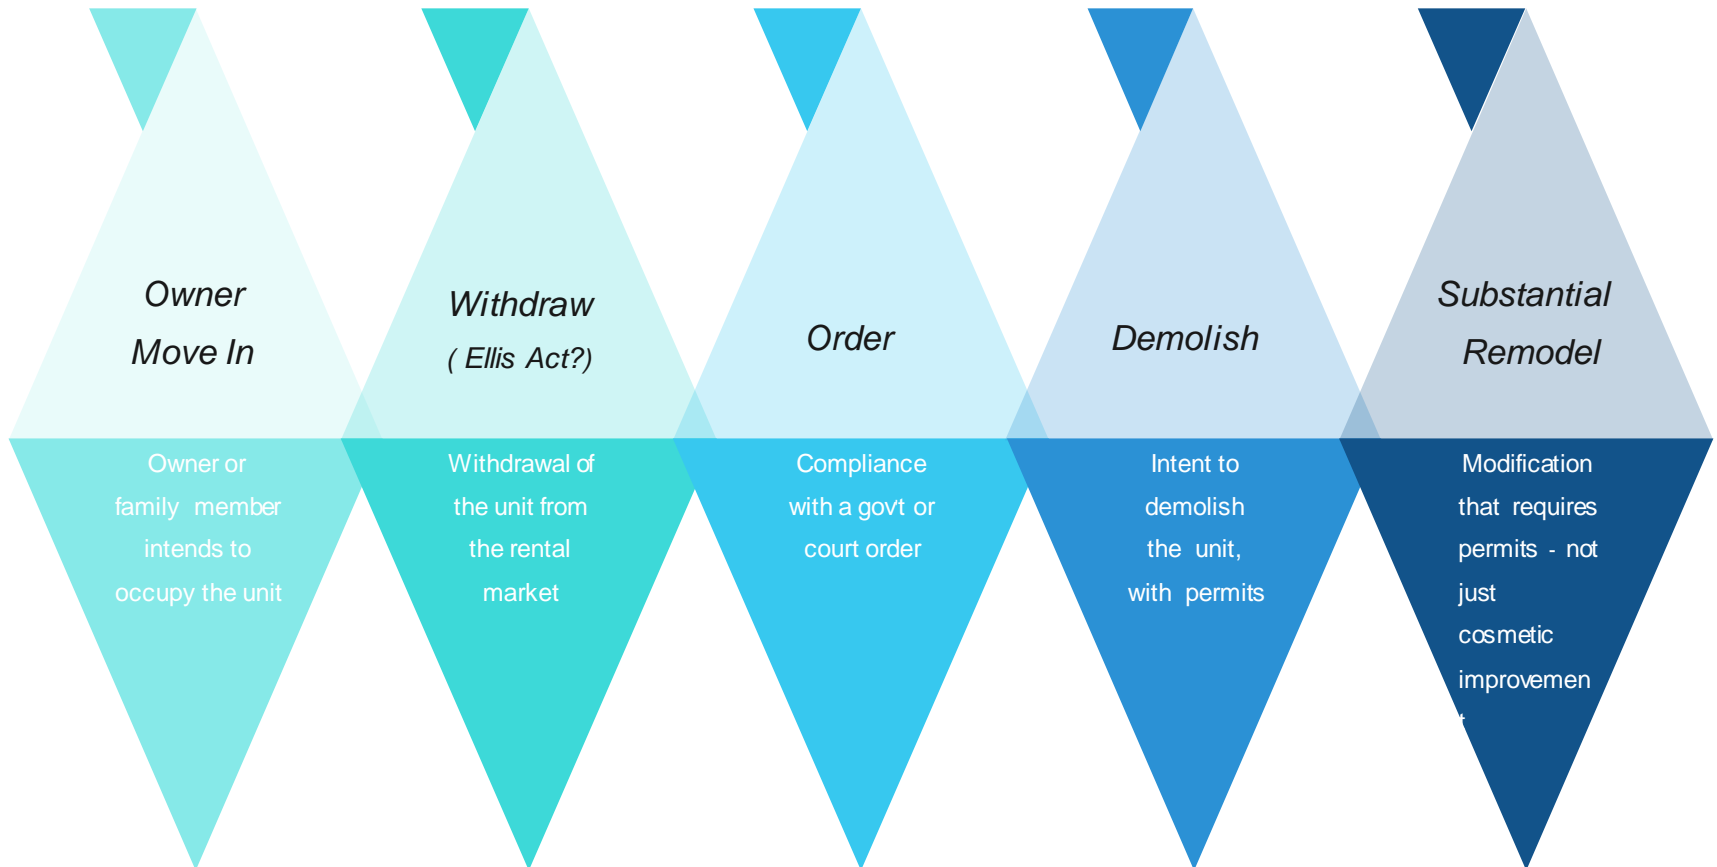 Owner
Move In
Owner or
family member
intends to
occupy the unit
Withdraw
( Ellis Act?)
Withdrawal of
the unit from
the rental
market
Order
Compliance
with a govt or
court order
Demolish
Intent to
demolish
the unit,
with permits
Substantial
Remodel
Modification
that requires
permits - not
just
cosmetic
improvemen
t